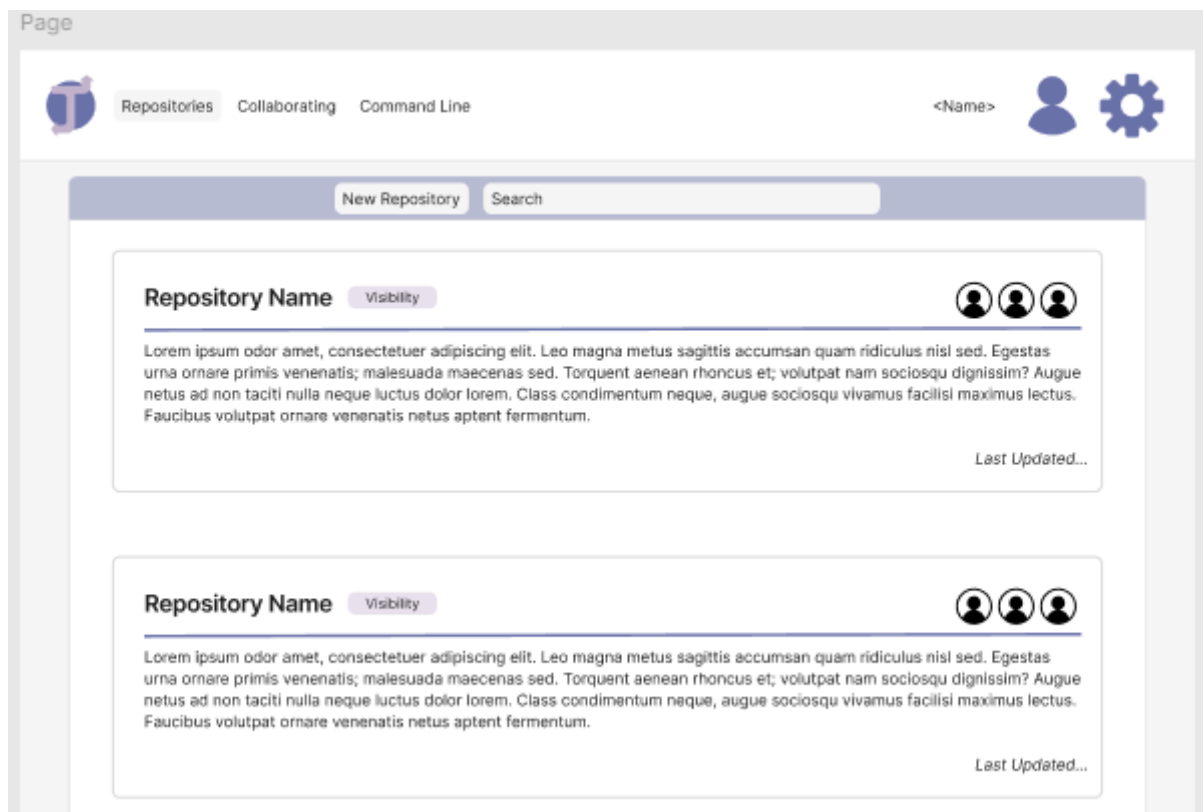 Page
Repositories Collaborating Command Line <Name>
New Repository Search
Repository Name Visibility
Lorem ipsum odor amet, consectetuer adipiscing elit. Leo magna metus sagittis accumsan quam ridiculus nisl sed. Egestas
urna ornare primis venenatis; malesuada maecenas sed. Torquent aenean rhoncus et; volutpat nam sociosqu dignissim? Augue
netus ad non taciti nulla neque luctus dolor lorem. Class condimentum neque, augue sociosqu vivamus facilisi maximus lectus.
Faucibus volutpat ornare venenatis netus aptent fermentum.
Last Updated...
Repository Name Visibility
Lorem ipsum odor amet, consectetuer adipiscing elit. Leo magna metus sagittis accumsan quam ridiculus nisl sed. Egestas
urna ornare primis venenatis; malesuada maecenas sed. Torquent aenean rhoncus et; volutpat nam sociosqu dignissim? Augue
netus ad non taciti nulla neque luctus dolor lorem. Class condimentum neque, augue sociosqu vivamus facilisi maximus lectus.
Faucibus volutpat ornare venenatis netus aptent fermentum.
Last Updated...